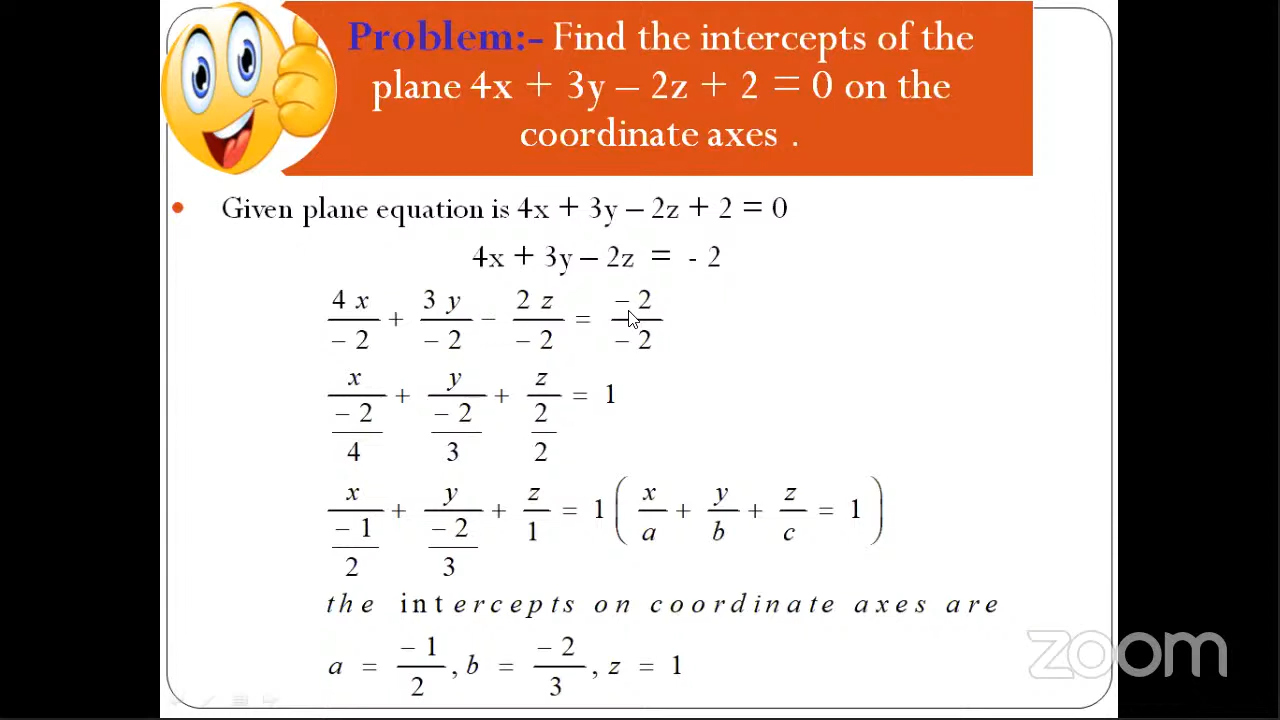 Problem:- Find the intercepts of the
plane 4x + 3y – 2z + 2 = 0 on the
coordinate axes .
• Given plane equation is 4x + 3y – 2z + 2 = 0
4x + 3y – 2z = - 2
4x/–2 + 3y/–2 – 2z/–2 = –2/–2
x/(–2/4) + y/(–2/3) + z/(2/2) = 1
x/(–1/2) + y/(–2/3) + z/1 = 1 ( x/a + y/b + z/c = 1 )
the intercepts on coordinate axes are
a = –1/2 , b = –2/3 , z = 1
zoom